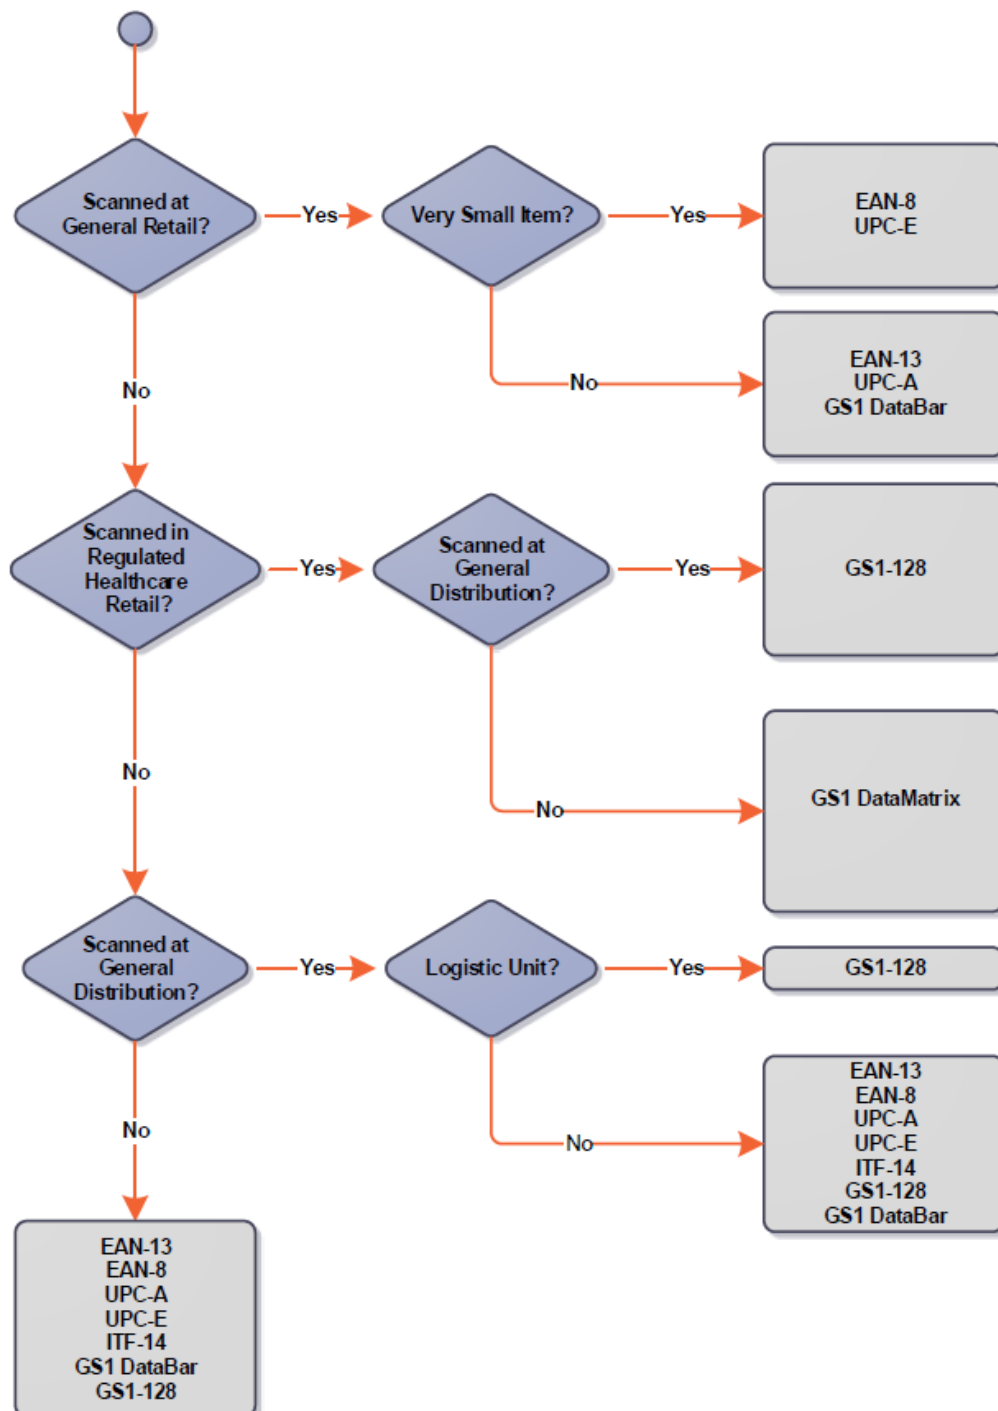 Scanned at
General Retail?
Yes
Very Small Item?
Yes
EAN-8
UPC-E
No
EAN-13
UPC-A
GS1 DataBar
No
Scanned in
Regulated
Healthcare
Retail?
Yes
Scanned at
General
Distribution?
Yes
GS1-128
No
GS1 DataMatrix
No
Scanned at
General
Distribution?
Yes
Logistic Unit?
Yes
GS1-128
No
EAN-13
EAN-8
UPC-A
UPC-E
ITF-14
GS1-128
GS1 DataBar
No
EAN-13
EAN-8
UPC-A
UPC-E
ITF-14
GS1 DataBar
GS1-128